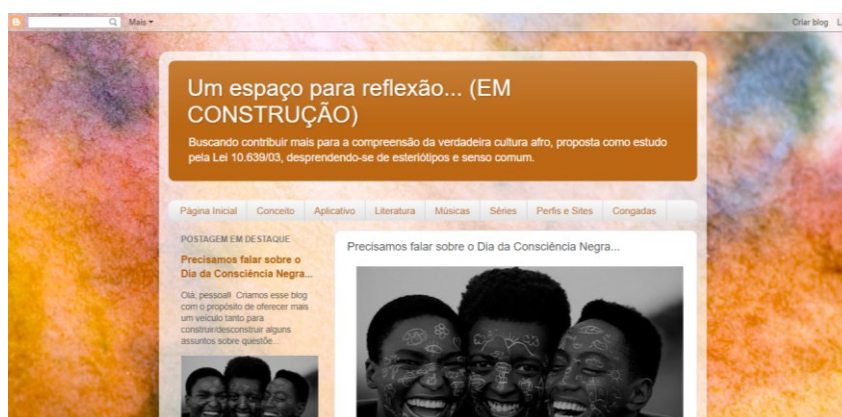 Mais
Criar blog L
Um espaço para reflexão... (EM
CONSTRUÇÃO)
Buscando contribuir mais para a compreensão da verdadeira cultura afro, proposta como estudo
pela Lei 10.639/03, desprendendo-se de esteriótipos e senso comum.
Página Inicial Conceito Aplicativo Literatura Músicas Séries Perfis e Sites Congadas
POSTAGEM EM DESTAQUE
Precisamos falar sobre o
Dia da Consciência Negra...
Olá, pessoal! Criamos esse blog
com o propósito de oferecer mais
um veículo tanto para
construir/desconstruir alguns
assuntos sobre questõe...
Precisamos falar sobre o Dia da Consciência Negra...